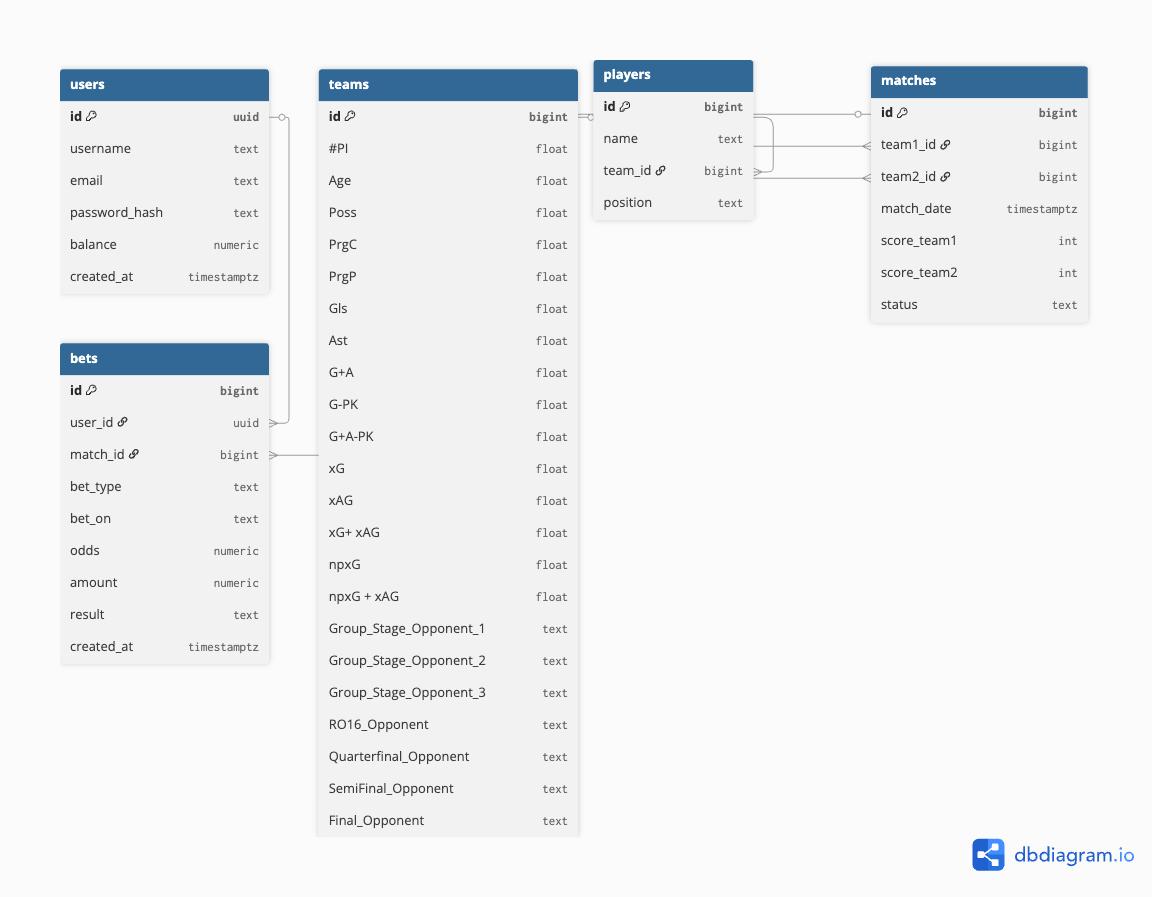 users
id uuid
username text
email text
password_hash text
balance numeric
created_at timestamptz
bets
id bigint
user_id uuid
match_id bigint
bet_type text
bet_on text
odds numeric
amount numeric
result text
created_at timestamptz
teams
id bigint
#Pl float
Age float
Poss float
PrgC float
PrgP float
Gls float
Ast float
G+A float
G-PK float
G+A-PK float
xG float
xAG float
xG+ xAG float
npxG float
npxG + xAG float
Group_Stage_Opponent_1 text
Group_Stage_Opponent_2 text
Group_Stage_Opponent_3 text
RO16_Opponent text
Quarterfinal_Opponent text
SemiFinal_Opponent text
Final_Opponent text
players
id bigint
name text
team_id bigint
position text
matches
id bigint
team1_id bigint
team2_id bigint
match_date timestamptz
score_team1 int
score_team2 int
status text
dbdiagram.io